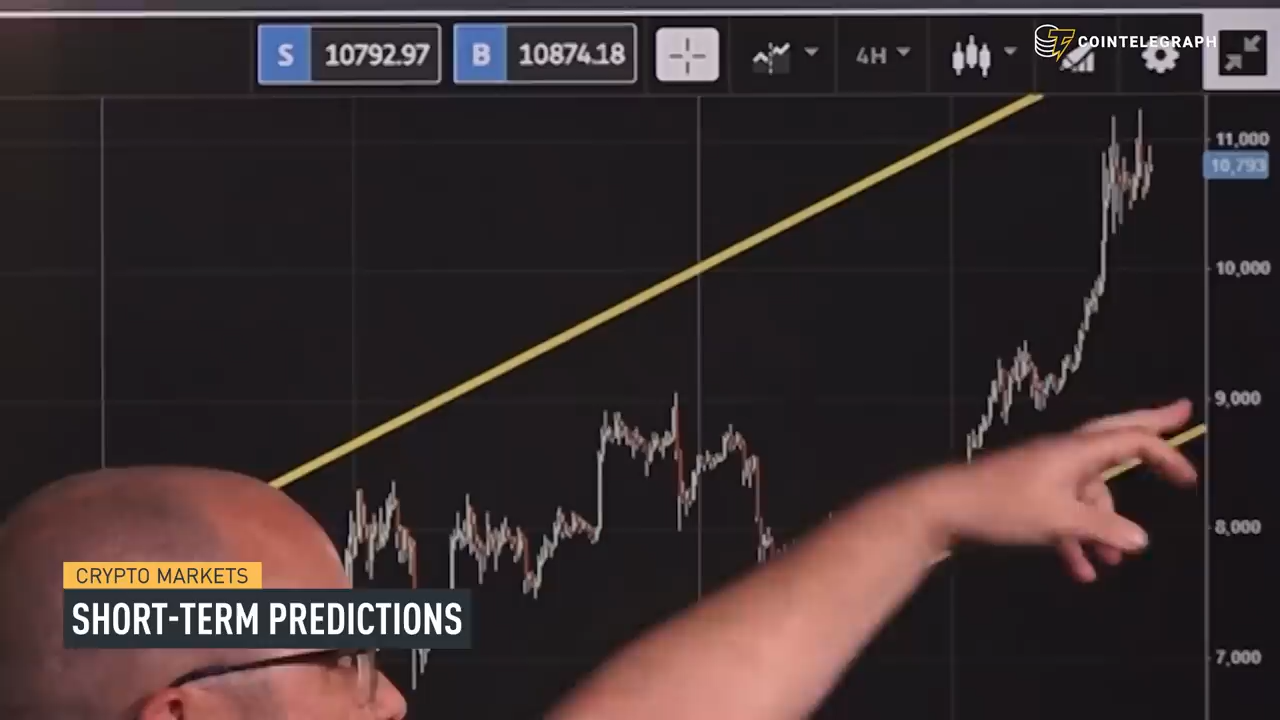 S 10792.97 B 10874.18 4H
COINTELEGRAPH
11,000
10,793
10,000
9,000
8,000
7,000
CRYPTO MARKETS
SHORT-TERM PREDICTIONS